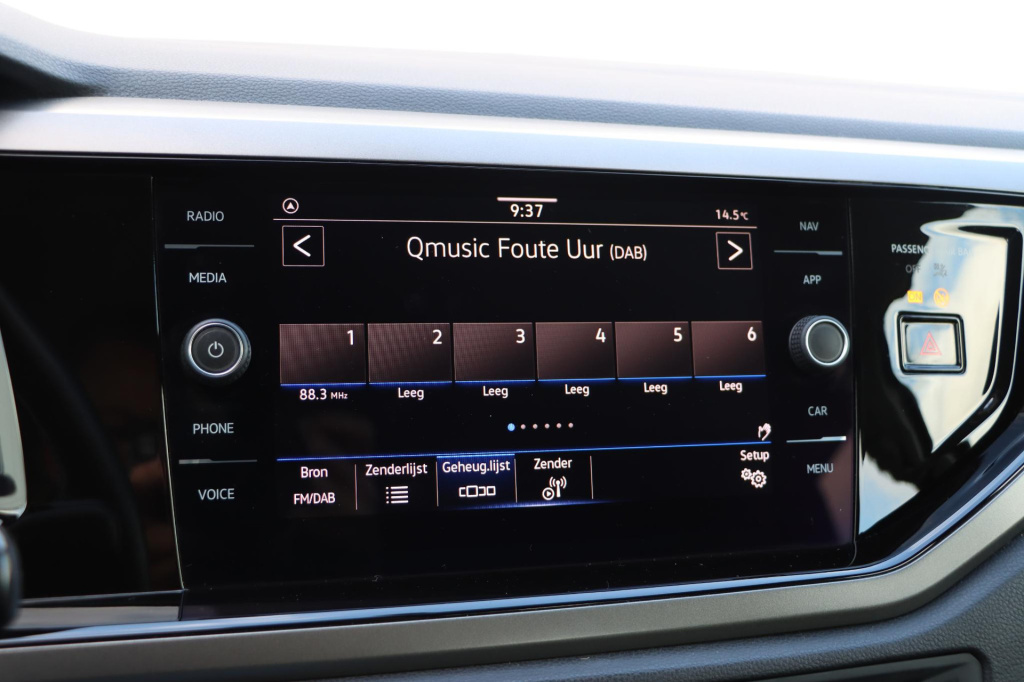 RADIO
MEDIA
PHONE
VOICE
9:37
14.5°C
Qmusic Foute Uur (DAB)
1 2 3 4 5 6
88.3 MHz Leeg Leeg Leeg Leeg Leeg
Bron
FM/DAB
Zenderlijst
Geheug.lijst
Zender
Setup
NAV
APP
CAR
MENU